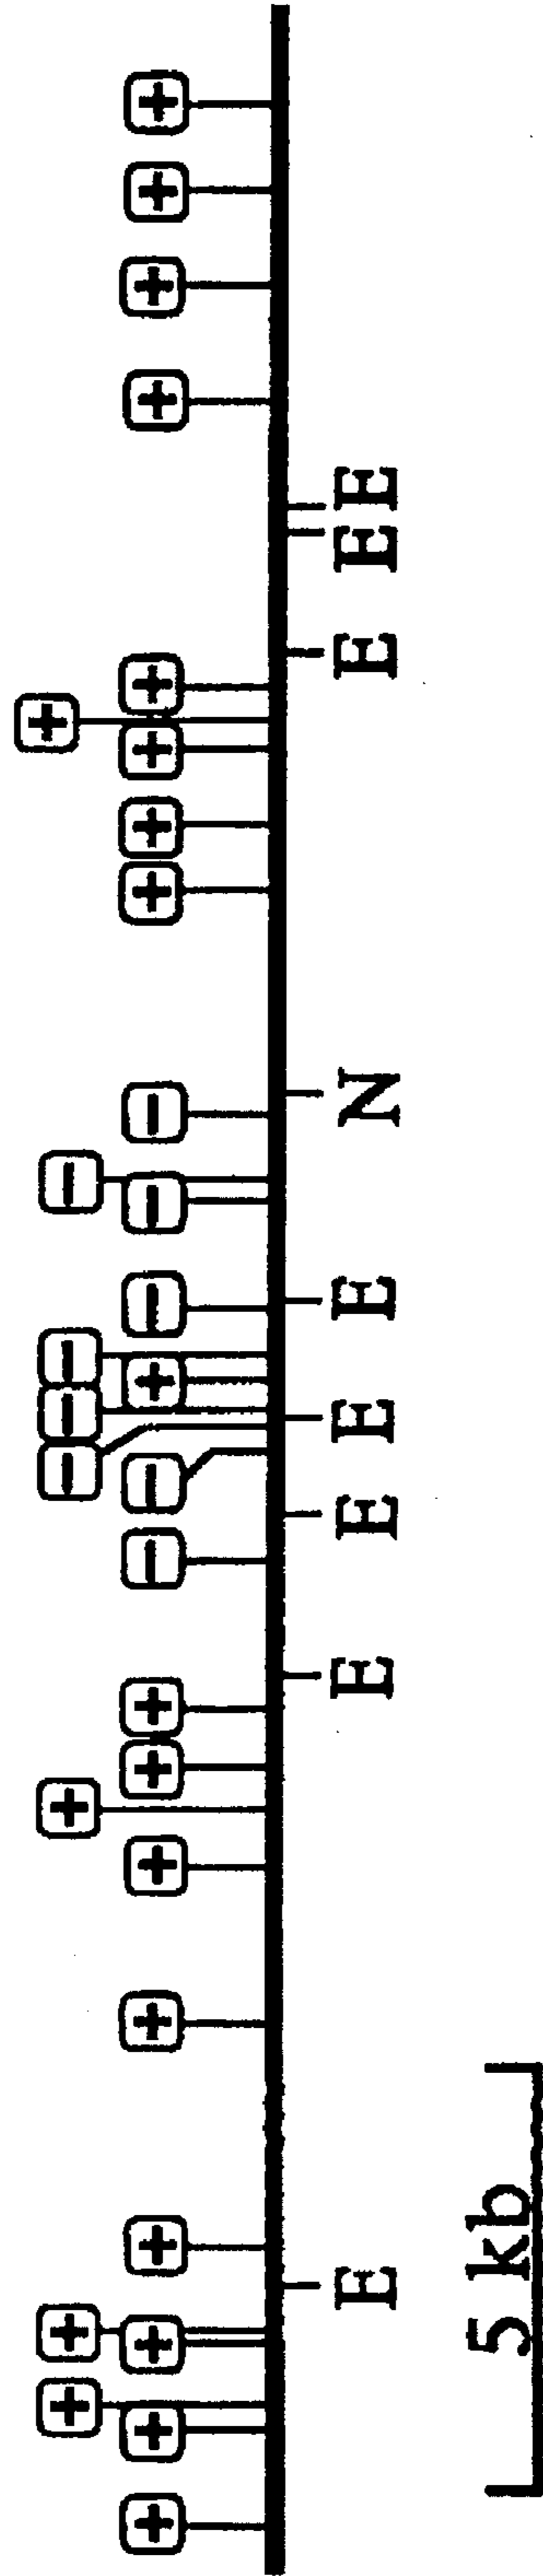 + + + − − − − +
+ + + + + + + + − − + − − − + + + + + + + +
E E E E E N E E E
5 kb